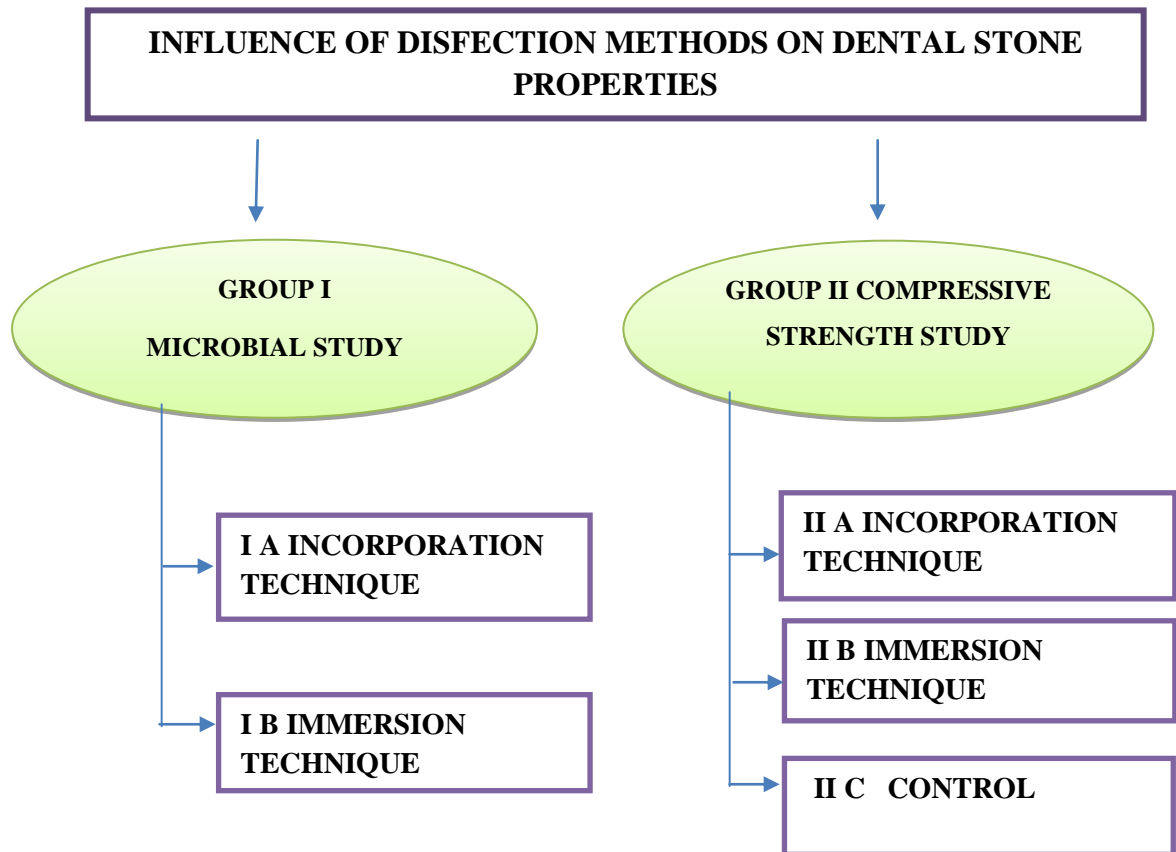 INFLUENCE OF DISFECTION METHODS ON DENTAL STONE
PROPERTIES
GROUP I
MICROBIAL STUDY
GROUP II COMPRESSIVE
STRENGTH STUDY
I A INCORPORATION
TECHNIQUE
I B IMMERSION
TECHNIQUE
II A INCORPORATION
TECHNIQUE
II B IMMERSION
TECHNIQUE
II C CONTROL